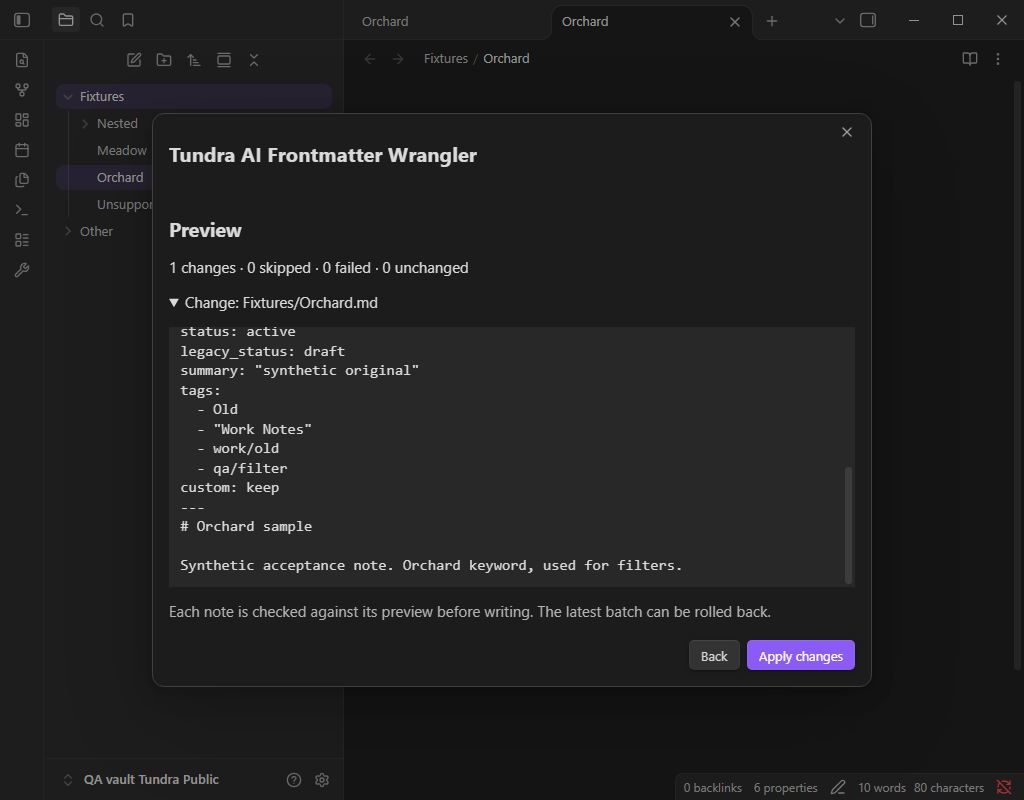 Orchard
Orchard
Fixtures / Orchard
Fixtures
Nested
Meadow
Orchard
Unsuppor
Other
Tundra AI Frontmatter Wrangler
Preview
1 changes · 0 skipped · 0 failed · 0 unchanged
▼ Change: Fixtures/Orchard.md
status: active
legacy_status: draft
summary: "synthetic original"
tags:
  - Old
  - "Work Notes"
  - work/old
  - qa/filter
custom: keep
---
# Orchard sample
Synthetic acceptance note. Orchard keyword, used for filters.
Each note is checked against its preview before writing. The latest batch can be rolled back.
Back
Apply changes
QA vault Tundra Public
0 backlinks 6 properties 10 words 80 characters